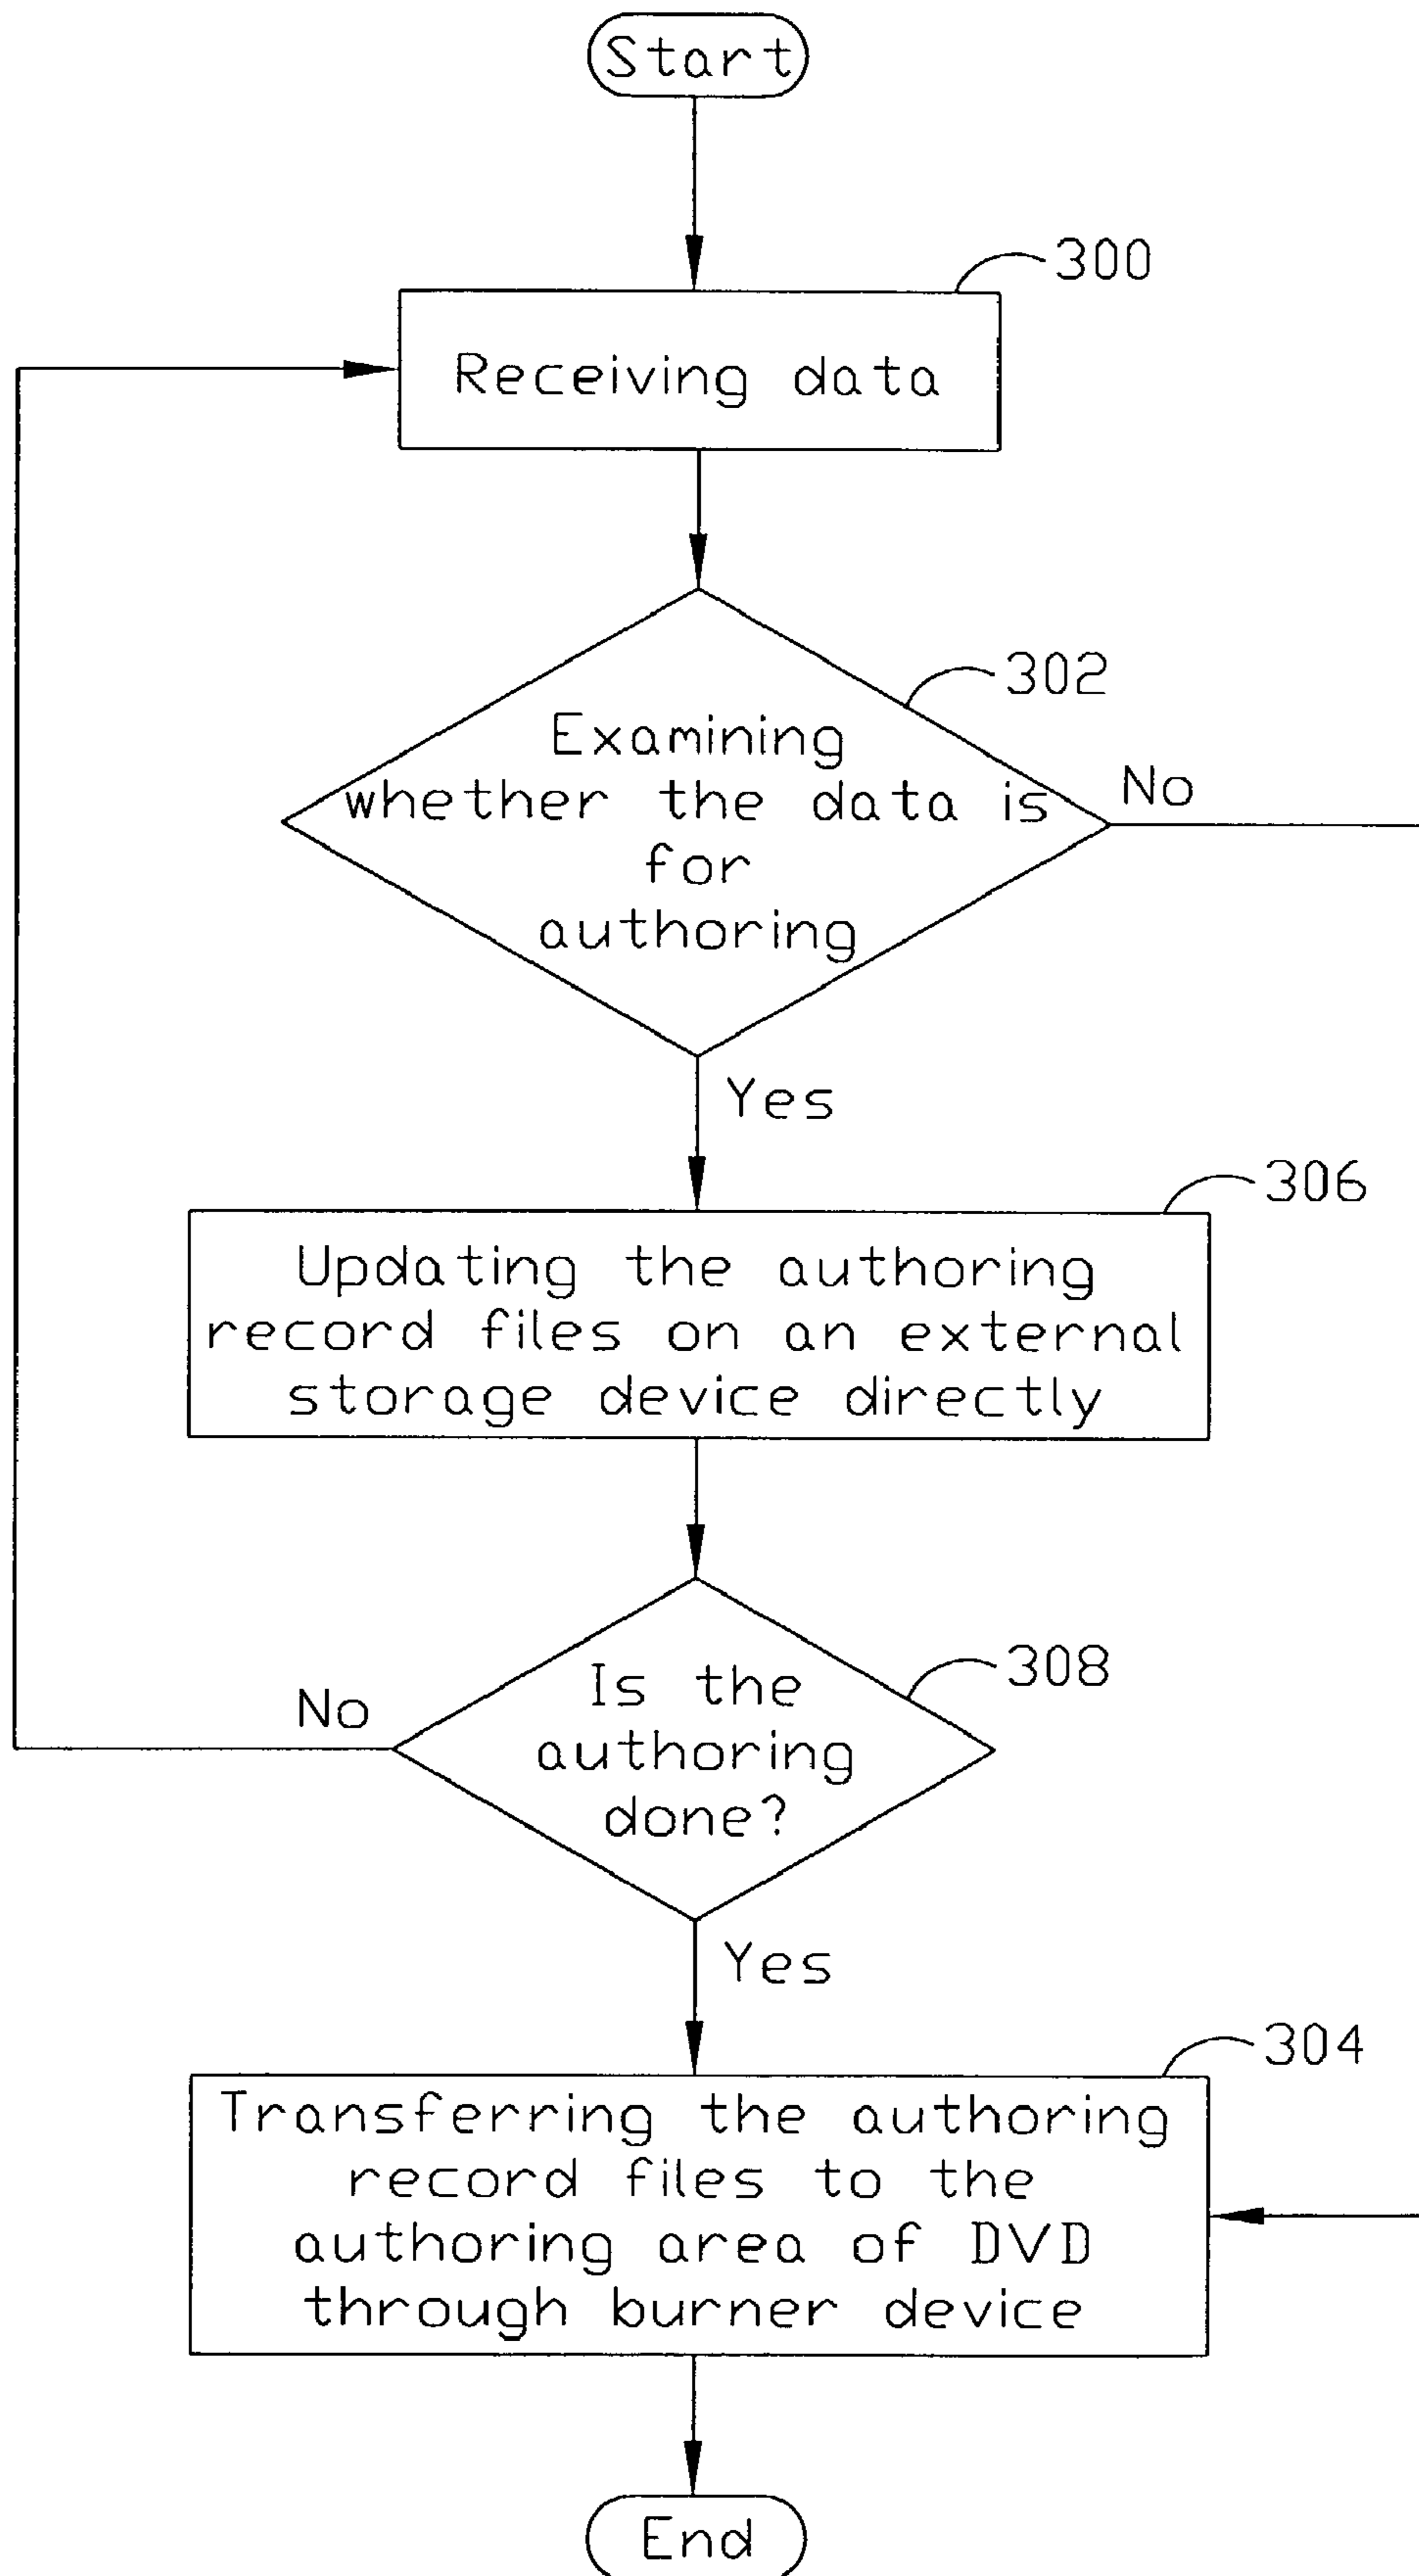 Start
300
Receiving data
302
Examining
whether the data is
for
authoring
No
Yes
306
Updating the authoring
record files on an external
storage device directly
308
Is the
authoring
done?
No
Yes
304
Transferring the authoring
record files to the
authoring area of DVD
through burner device
End